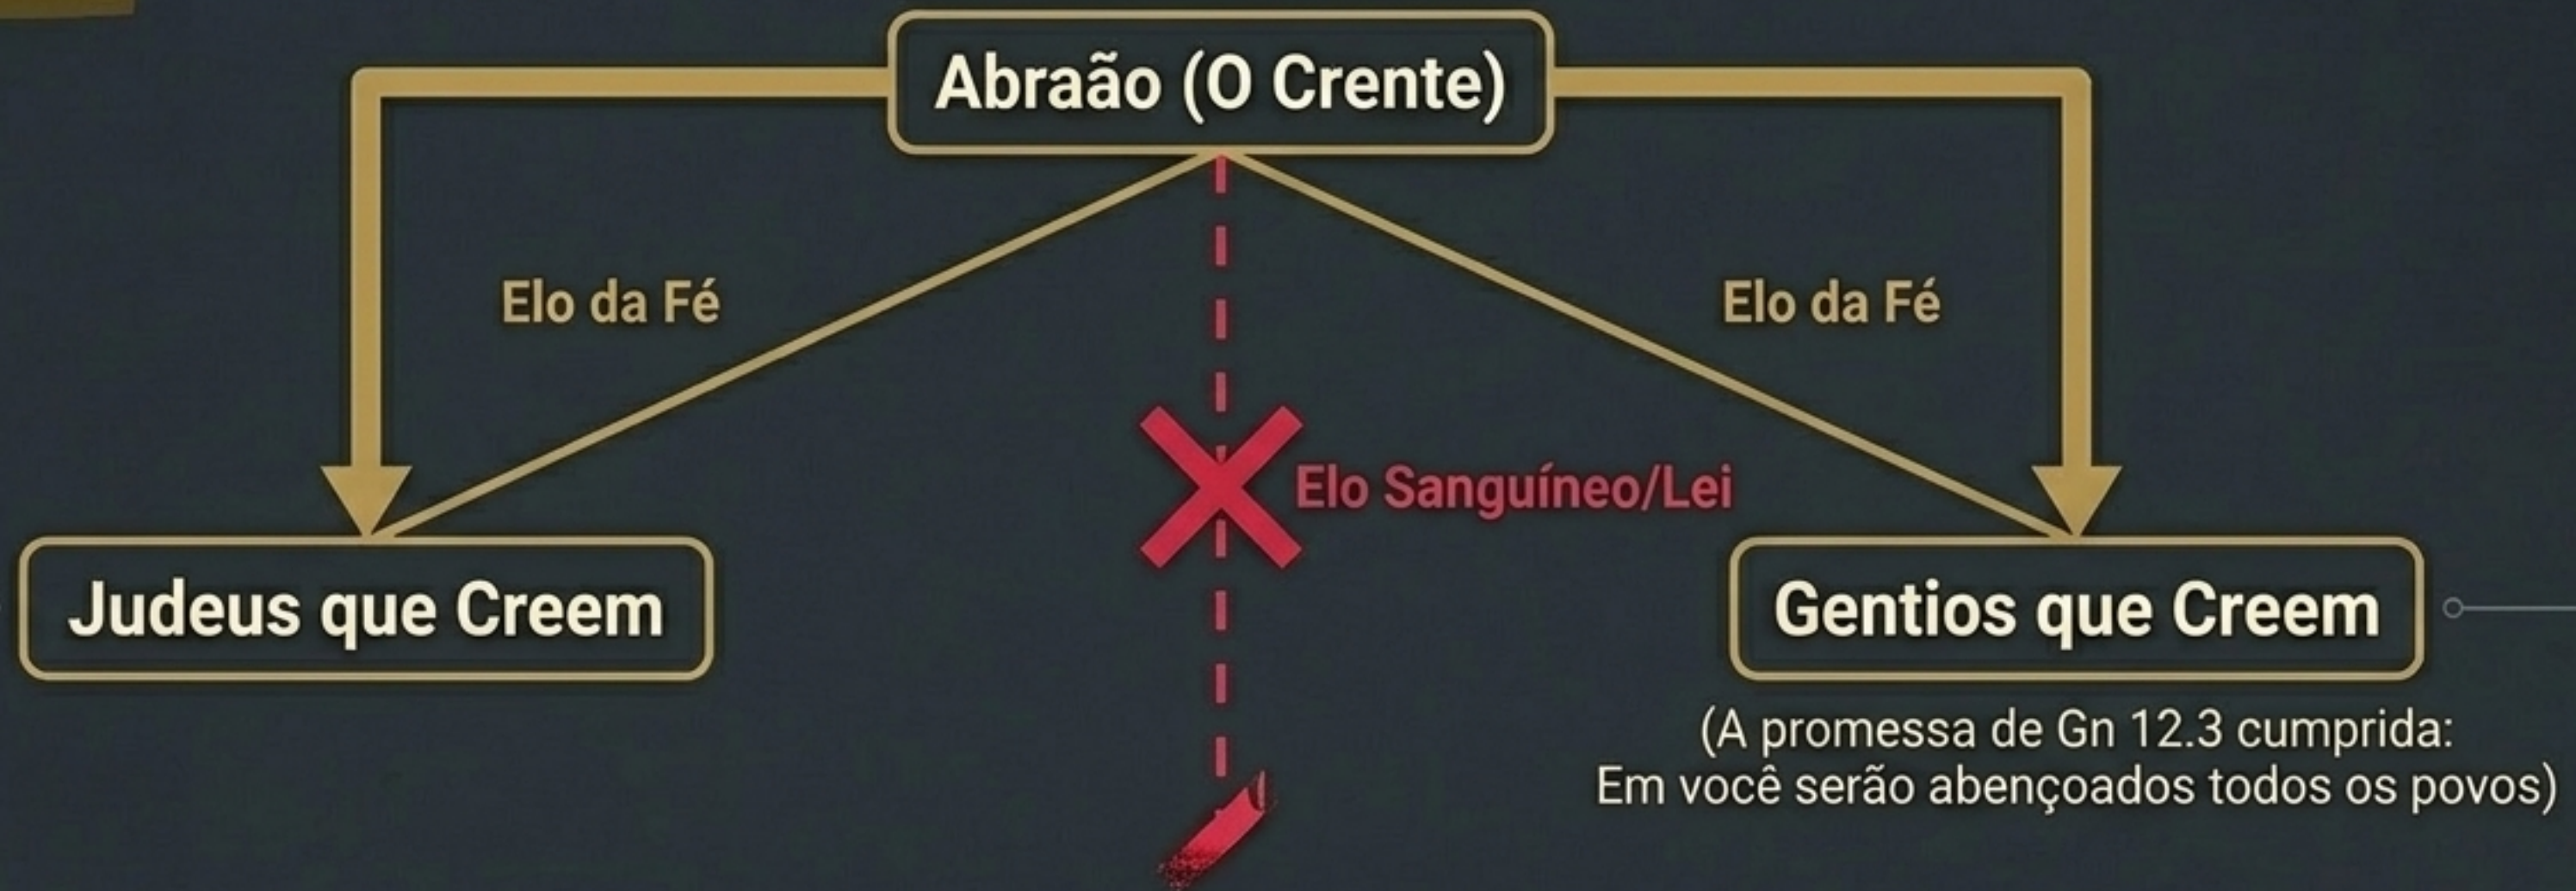 Abraão (O Crente)
Elo da Fé
Elo da Fé
Elo Sanguíneo/Lei
Judeus que Creem
Gentios que Creem
(A promessa de Gn 12.3 cumprida:
Em você serão abençoados todos os povos)